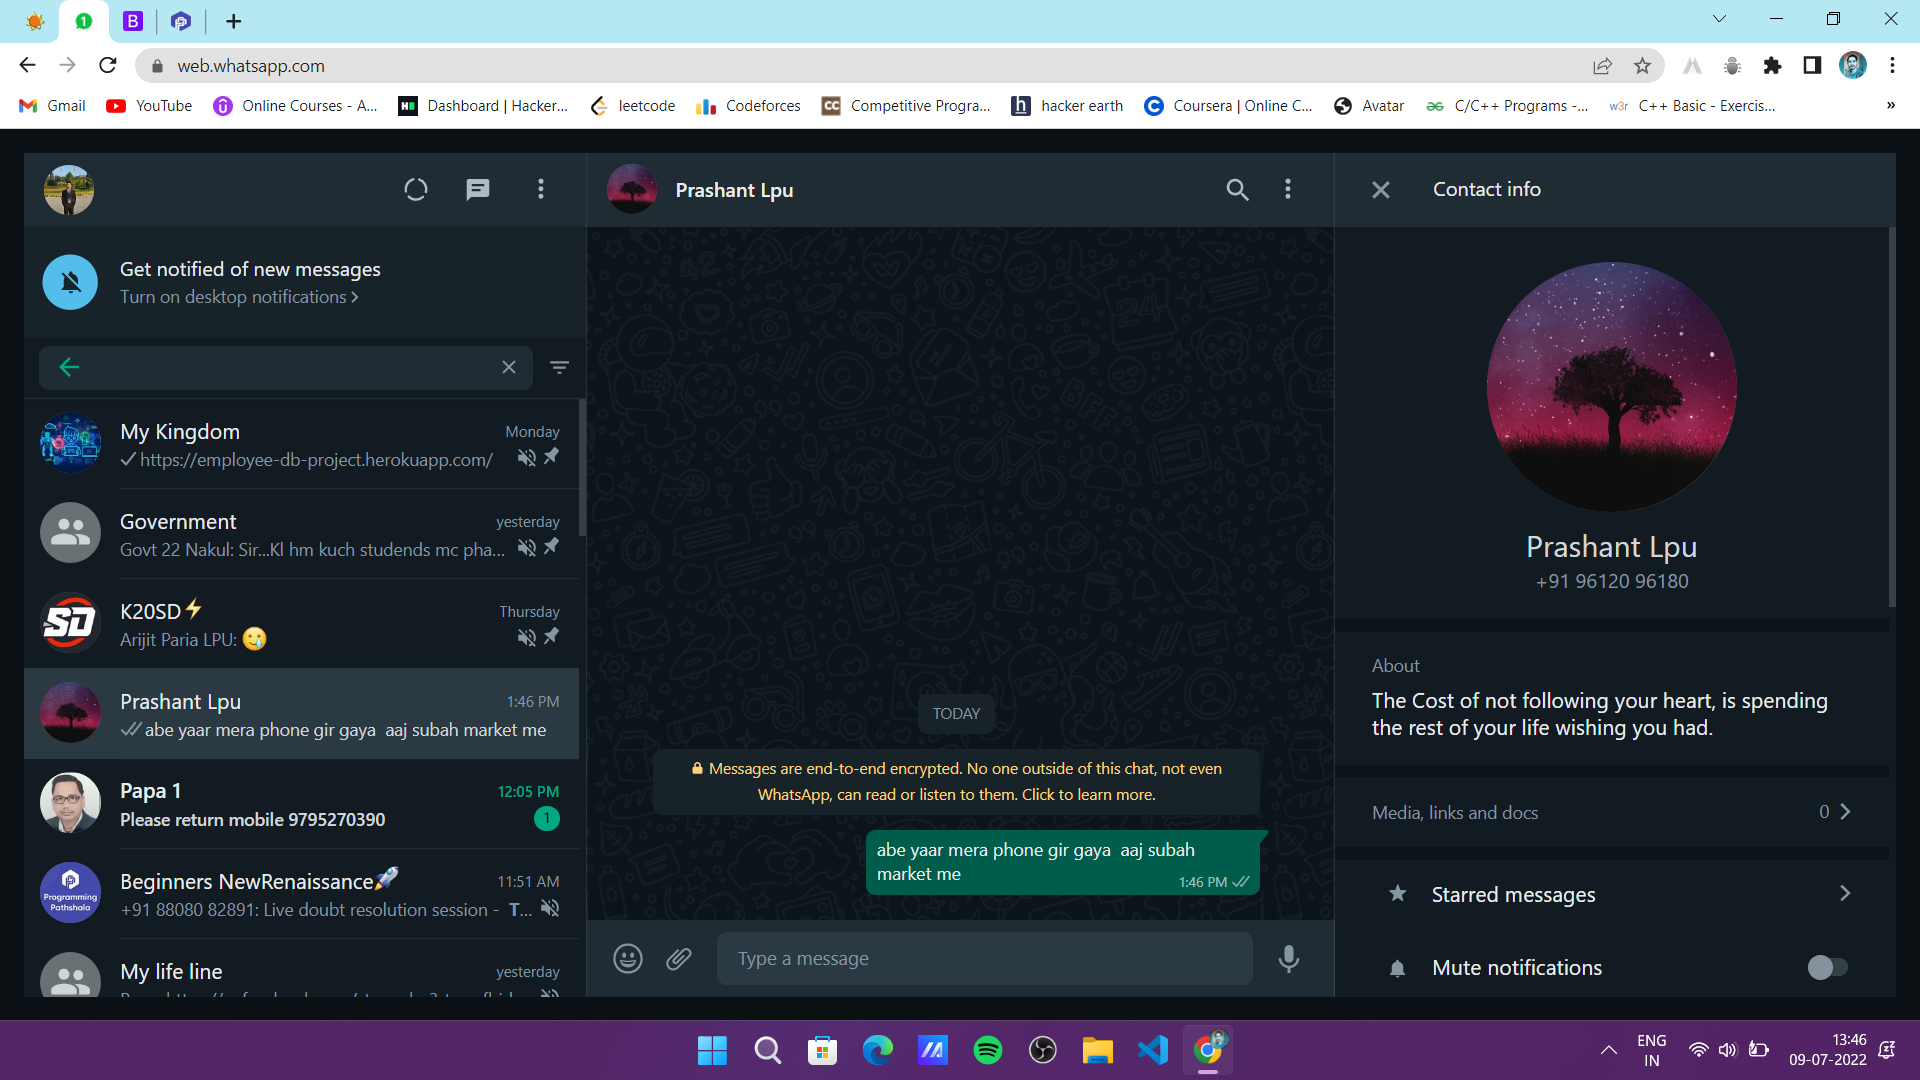 1
B
web.whatsapp.com
Gmail
YouTube
Online Courses - A...
Dashboard | Hacker...
leetcode
Codeforces
Competitive Progra...
hacker earth
Coursera | Online C...
Avatar
C/C++ Programs -...
C++ Basic - Exercis...
»
Get notified of new messages
Turn on desktop notifications >
My Kingdom
Monday
https://employee-db-project.herokuapp.com/
Government
yesterday
Govt 22 Nakul: Sir...Kl hm kuch studends mc pha...
K20SD⚡
Thursday
Arijit Paria LPU: 🥲
Prashant Lpu
1:46 PM
abe yaar mera phone gir gaya  aaj subah market me
Papa 1
12:05 PM
Please return mobile 9795270390
1
Programming
Pathshala
Beginners NewRenaissance🚀
11:51 AM
+91 88080 82891: Live doubt resolution session - T...
My life line
yesterday
Prashant Lpu
TODAY
Messages are end-to-end encrypted. No one outside of this chat, not even
WhatsApp, can read or listen to them. Click to learn more.
abe yaar mera phone gir gaya  aaj subah
market me
1:46 PM
Type a message
Contact info
Prashant Lpu
+91 96120 96180
About
The Cost of not following your heart, is spending
the rest of your life wishing you had.
Media, links and docs
0
Starred messages
Mute notifications
ENG
IN
13:46
09-07-2022